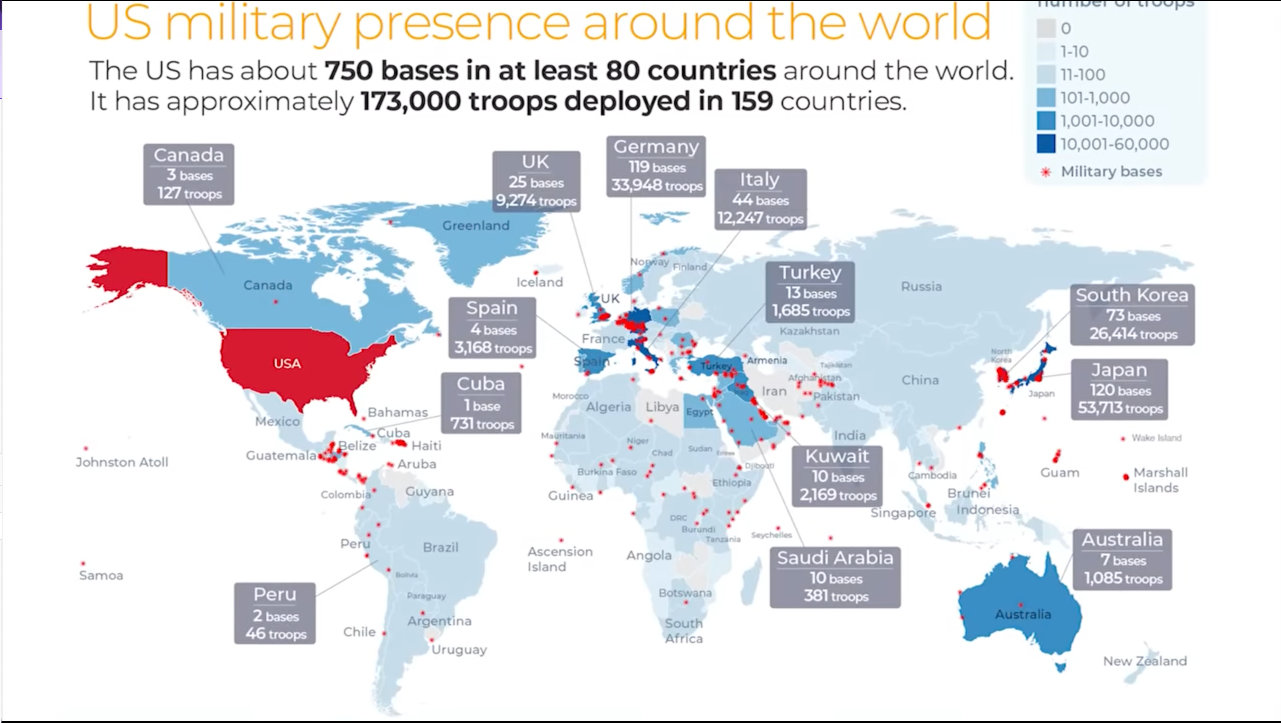 US military presence around the world
The US has about 750 bases in at least 80 countries around the world.
It has approximately 173,000 troops deployed in 159 countries.
number of troops
0
1-10
11-100
101-1,000
1,001-10,000
10,001-60,000
Military bases
Canada
3 bases
127 troops
UK
25 bases
9,274 troops
Germany
119 bases
33,948 troops
Italy
44 bases
12,247 troops
Turkey
13 bases
1,685 troops
South Korea
73 bases
26,414 troops
Japan
120 bases
53,713 troops
Spain
4 bases
3,168 troops
Cuba
1 base
731 troops
Kuwait
10 bases
2,169 troops
Saudi Arabia
10 bases
381 troops
Australia
7 bases
1,085 troops
Peru
2 bases
46 troops
Greenland
Canada
Iceland
Norway
Finland
UK
Russia
USA
France
Spain
Turkey
Armenia
Kazakhstan
Tajikistan
North
Korea
China
Japan
Morocco
Algeria
Libya
Egypt
Iran
Afghanistan
Pakistan
Mexico
Bahamas
Cuba
Belize
Haiti
Guatemala
Aruba
Johnston Atoll
Colombia
Guyana
Mauritania
Niger
Chad
Sudan
Eritrea
Djibouti
Burkina Faso
Ethiopia
Guinea
India
Cambodia
Wake Island
Guam
Marshall
Islands
Brunei
Indonesia
Singapore
DRC
Burundi
Tanzania
Seychelles
Samoa
Peru
Brazil
Ascension
Island
Angola
Bolivia
Paraguay
Botswana
Argentina
Chile
South
Africa
Uruguay
Australia
New Zealand